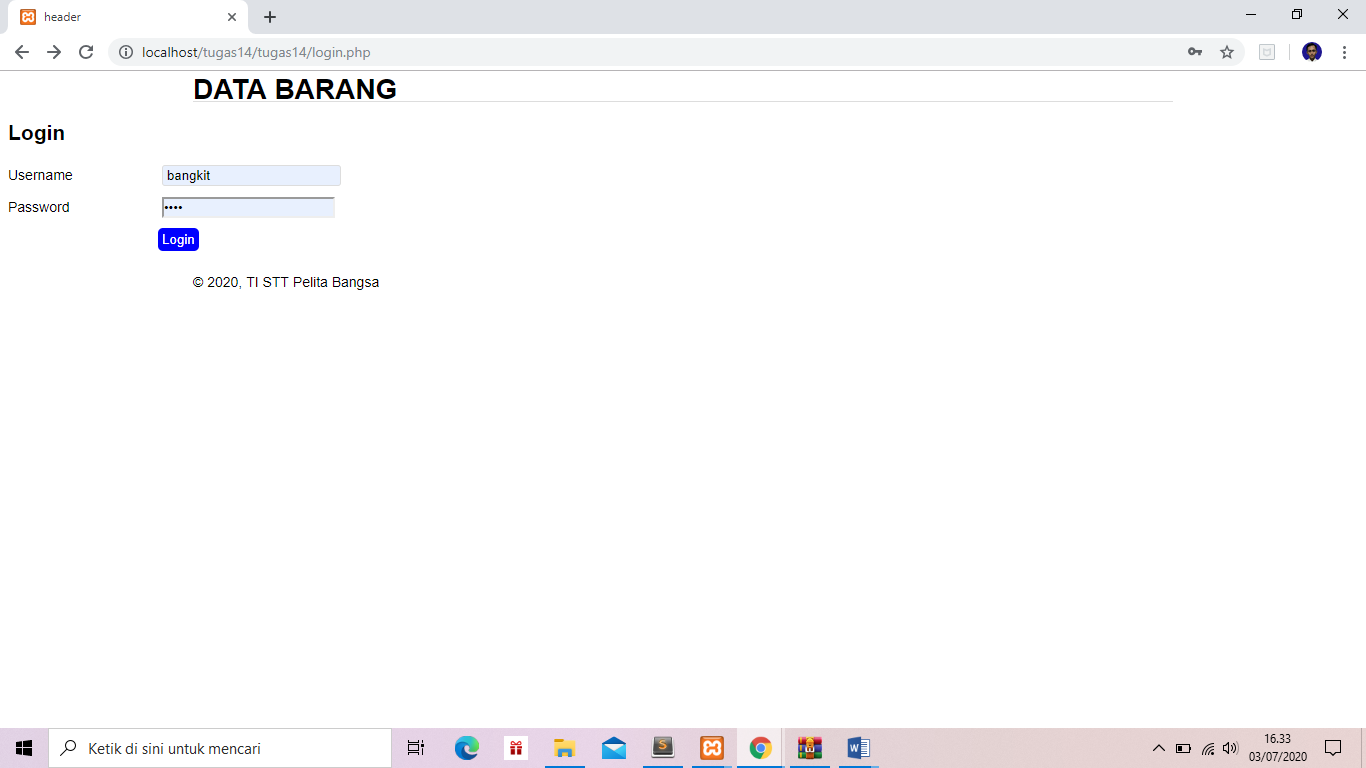 header
localhost/tugas14/tugas14/login.php
DATA BARANG
Login
Username bangkit
Password ••••
Login
© 2020, TI STT Pelita Bangsa
Ketik di sini untuk mencari
16.33
03/07/2020